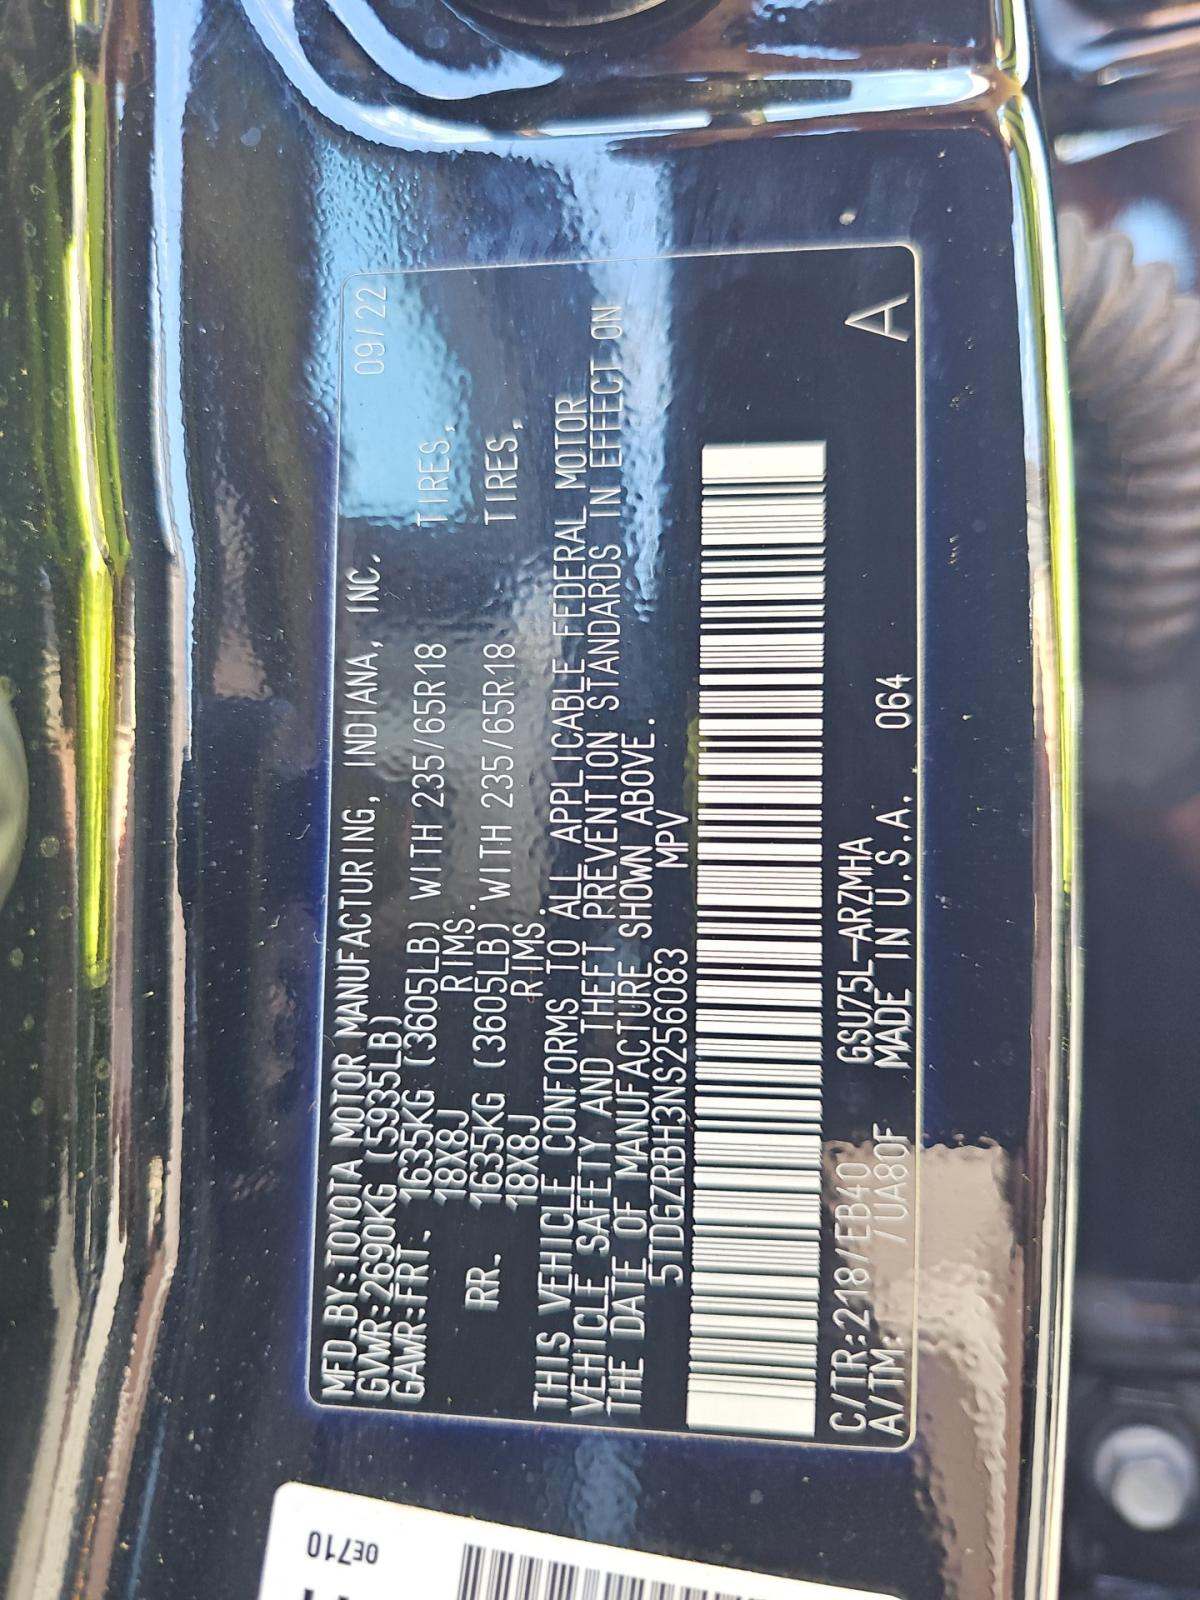 MFD.BY:TOYOTA MOTOR MANUFACTURING, INDIANA, INC. 09/22
GVWR:2690KG (5935LB)
GAWR:FRT. 1635KG (3605LB) WITH 235/65R18 TIRES,
18X8J RIMS.
RR. 1635KG (3605LB) WITH 235/65R18 TIRES,
18X8J RIMS.
THIS VEHICLE CONFORMS TO ALL APPLICABLE FEDERAL MOTOR
VEHICLE SAFETY AND THEFT PREVENTION STANDARDS IN EFFECT ON
THE DATE OF MANUFACTURE SHOWN ABOVE.
5TDGZRBH3NS256083 MPV
C/TR:218/EB40 GSU75L-ARZMHA
A/TM: /UA80F MADE IN U.S.A. 064 A
0E710